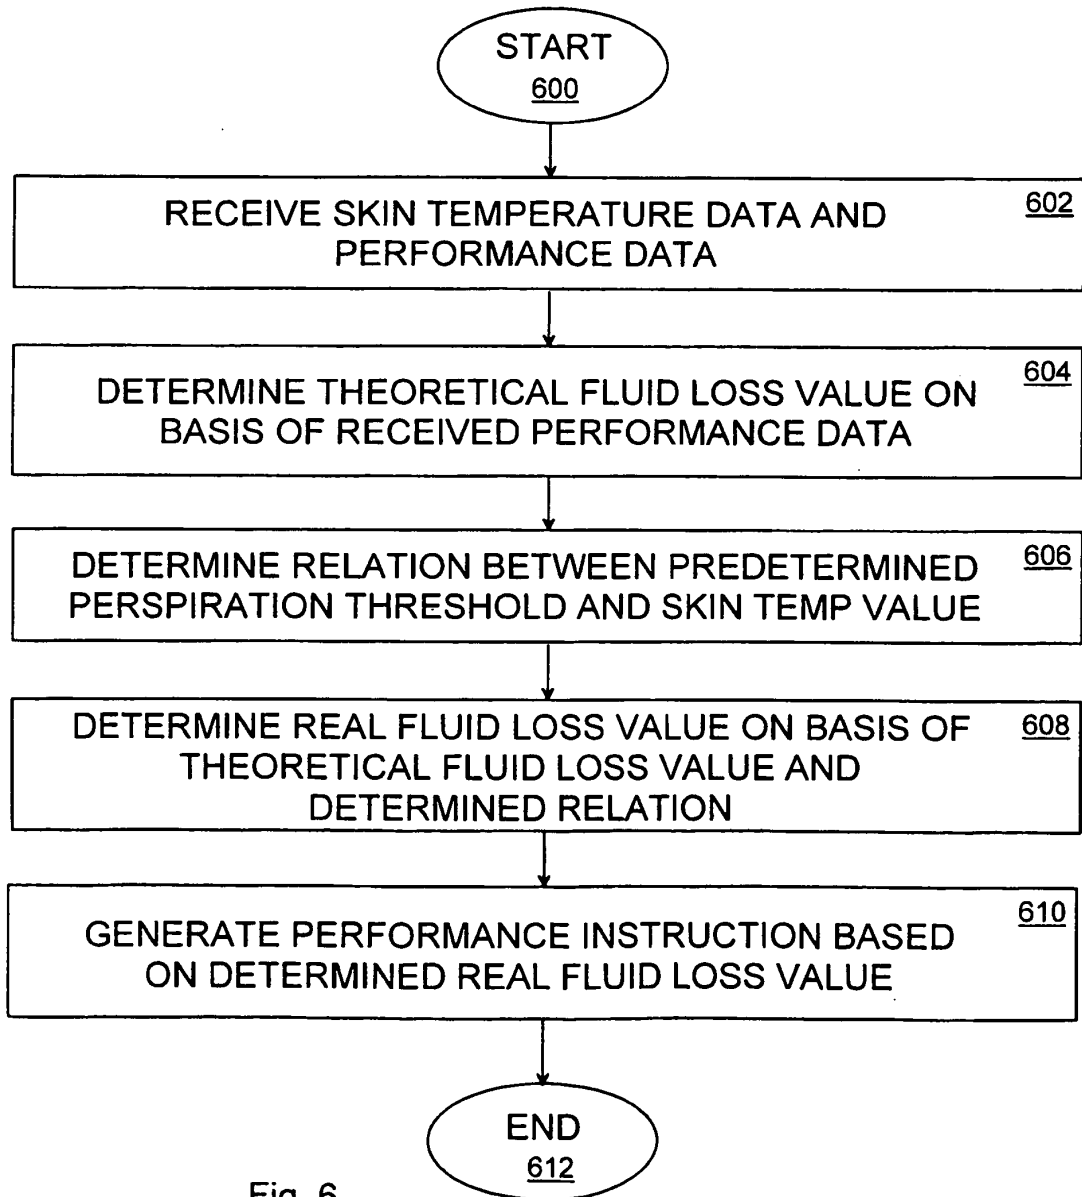 START
600
RECEIVE SKIN TEMPERATURE DATA AND
PERFORMANCE DATA
602
DETERMINE THEORETICAL FLUID LOSS VALUE ON
BASIS OF RECEIVED PERFORMANCE DATA
604
DETERMINE RELATION BETWEEN PREDETERMINED
PERSPIRATION THRESHOLD AND SKIN TEMP VALUE
606
DETERMINE REAL FLUID LOSS VALUE ON BASIS OF
THEORETICAL FLUID LOSS VALUE AND
DETERMINED RELATION
608
GENERATE PERFORMANCE INSTRUCTION BASED
ON DETERMINED REAL FLUID LOSS VALUE
610
END
612
Fig. 6